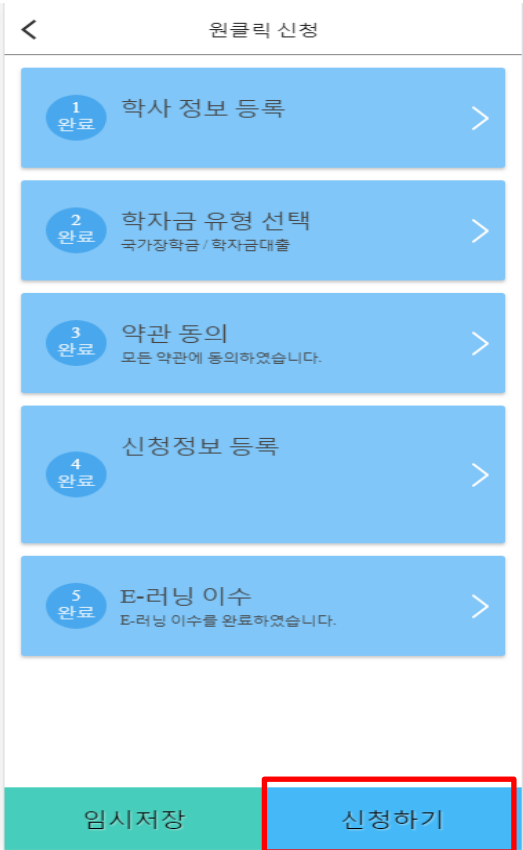 원클릭 신청
1
완료
학사 정보 등록
2
완료
학자금 유형 선택
국가장학금 / 학자금대출
3
완료
약관 동의
모든 약관에 동의하였습니다.
4
완료
신청정보 등록
5
완료
E-러닝 이수
E-러닝 이수를 완료하였습니다.
임시저장
신청하기